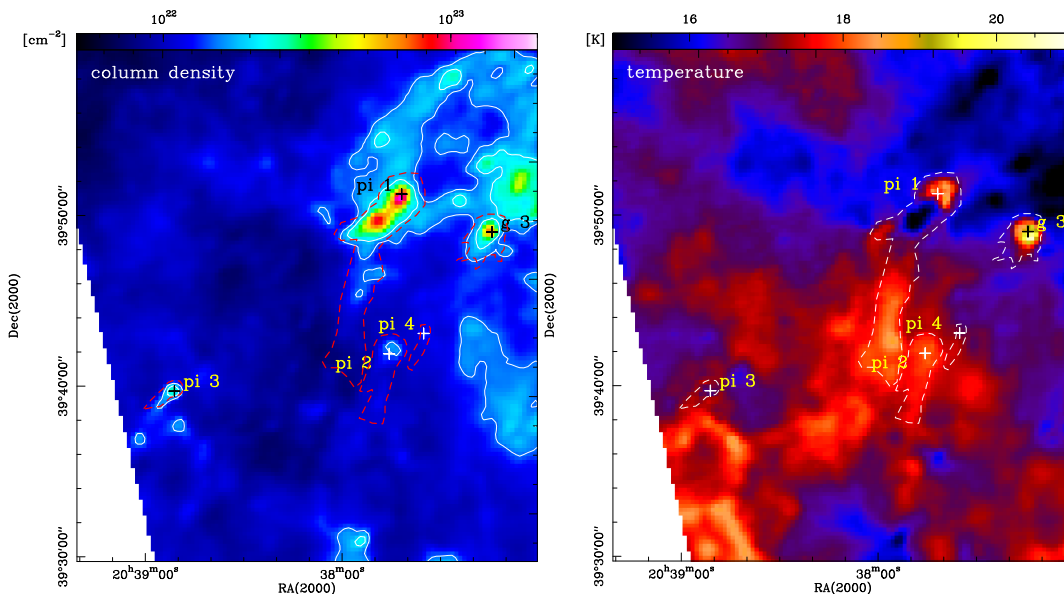 10²² 10²³
[cm⁻²]
column density
pi 1
g 3
pi 4
pi 2
pi 3
39°50'00"
39°40'00"
39°30'00"
Dec(2000)
20ʰ39ᵐ00ˢ 38ᵐ00ˢ
RA(2000)
16 18 20
[K]
temperature
pi 1
g 3
pi 4
pi 2
pi 3
39°50'00"
39°40'00"
39°30'00"
Dec(2000)
20ʰ39ᵐ00ˢ 38ᵐ00ˢ
RA(2000)